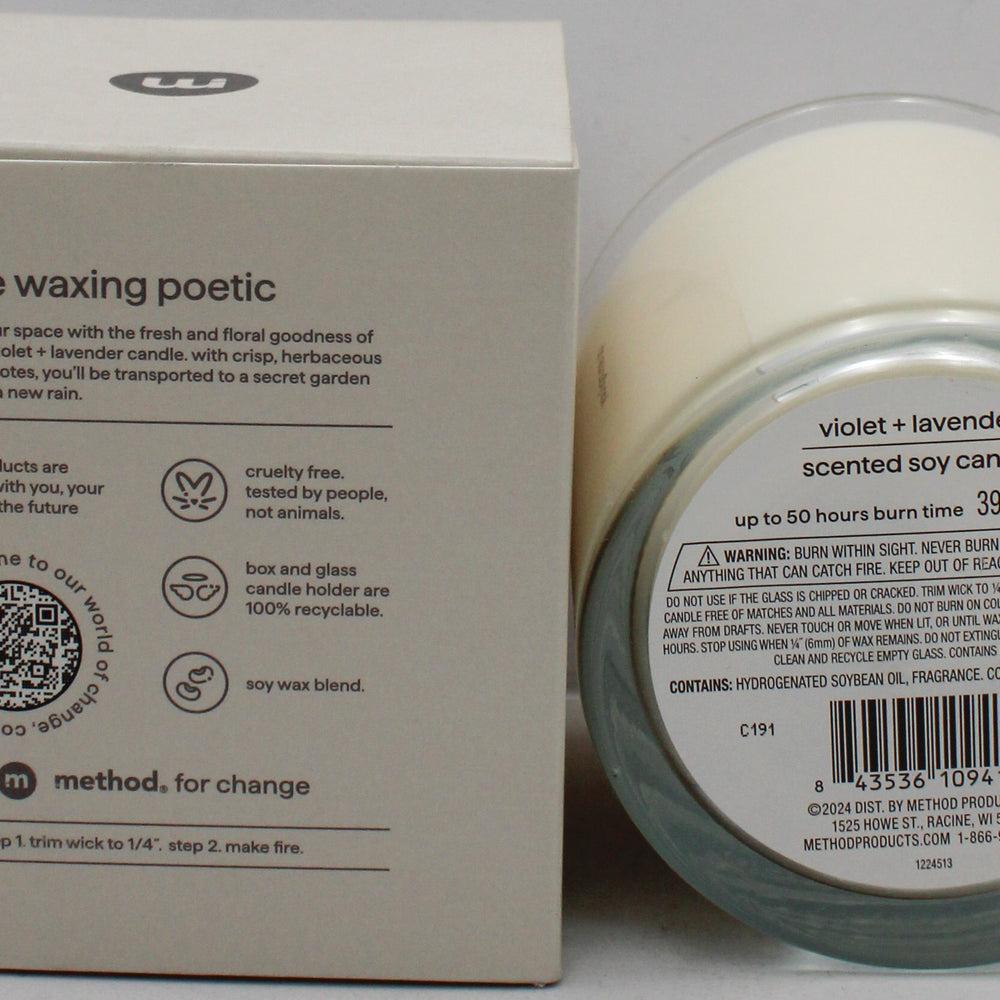 m
waxing poetic
space with the fresh and floral goodness of
+ lavender candle. with crisp, herbaceous
you'll be transported to a secret garden
new rain.
are
with you, your
the future
to our world of change.
cruelty free.
tested by people,
not animals.
box and glass
candle holder are
100% recyclable.
soy wax blend.
m method. for change
1. trim wick to 1/4". step 2. make fire.
violet +
scented soy
up to 50 hours burn time
WARNING: BURN WITHIN SIGHT. NEVER BURN
ANYTHING THAT CAN CATCH FIRE. KEEP OUT OF
DO NOT USE IF THE GLASS IS CHIPPED OR CRACKED. TRIM WICK TO
CANDLE FREE OF MATCHES AND ALL MATERIALS. DO NOT BURN ON
AWAY FROM DRAFTS. NEVER TOUCH OR MOVE WHEN LIT, OR UNTIL
HOURS. STOP USING WHEN ¼" (6mm) OF WAX REMAINS. DO NOT
CLEAN AND RECYCLE EMPTY GLASS. CONTAINS
CONTAINS: HYDROGENATED SOYBEAN OIL, FRAGRANCE.
C191
8 43536
©2024 DIST. BY METHOD
1525 HOWE ST., RACINE, WI
METHODPRODUCTS.COM
1224513